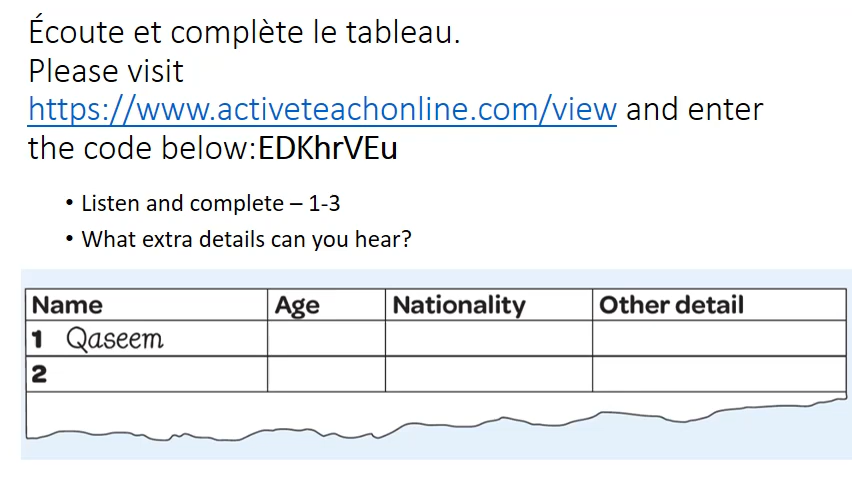 Écoute et complète le tableau.
Please visit
https://www.activeteachonline.com/view and enter
the code below:EDKhrVEu
• Listen and complete – 1-3
• What extra details can you hear?
Name Age Nationality Other detail
1 Qaseem
2